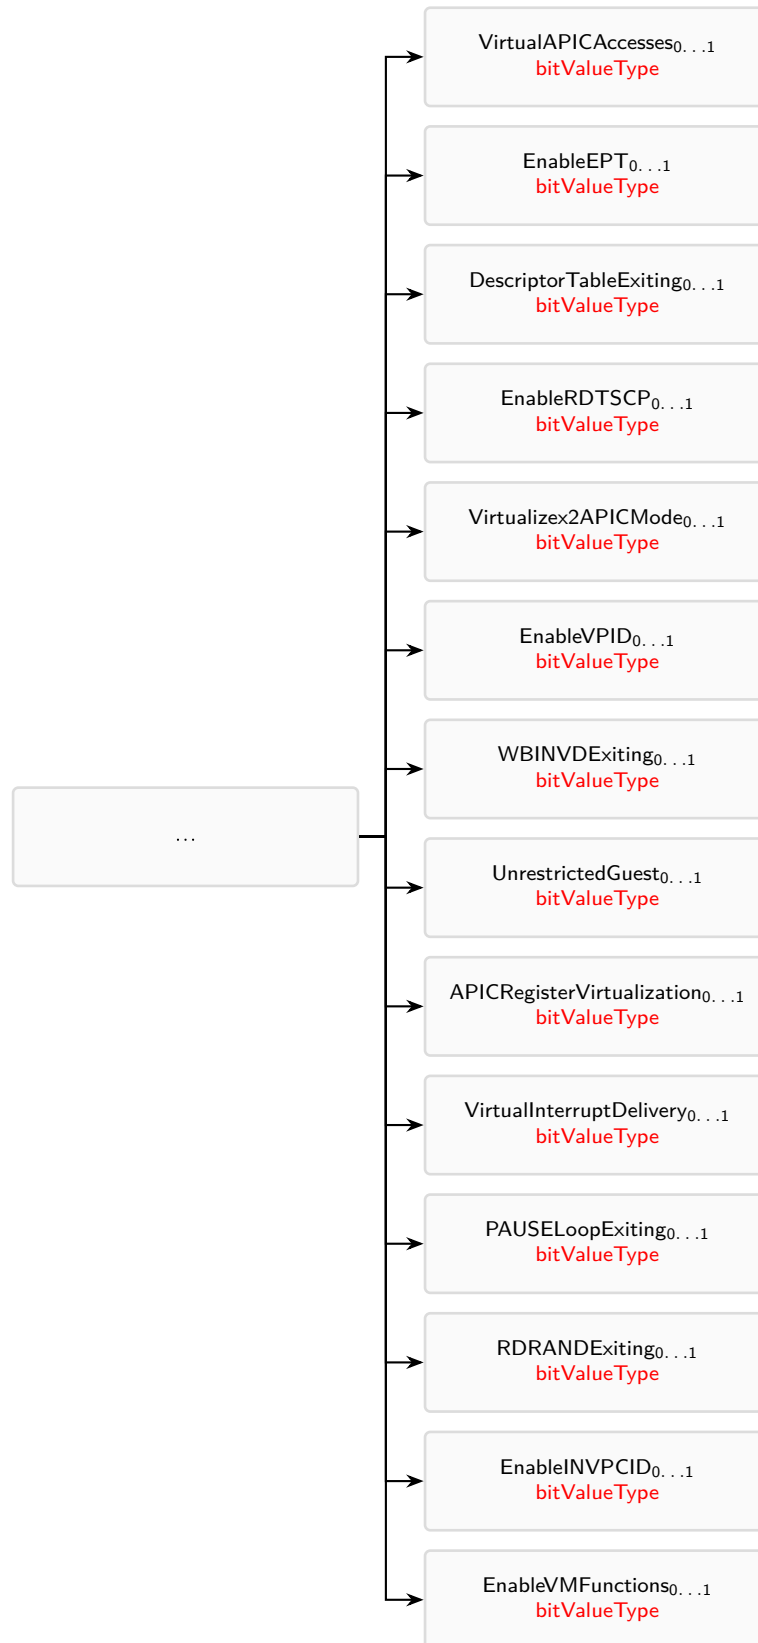 VirtualAPICAccesses0...1
bitValueType
EnableEPT0...1
bitValueType
DescriptorTableExiting0...1
bitValueType
EnableRDTSCP0...1
bitValueType
Virtualizex2APICMode0...1
bitValueType
EnableVPID0...1
bitValueType
WBINVDExiting0...1
bitValueType
...
UnrestrictedGuest0...1
bitValueType
APICRegisterVirtualization0...1
bitValueType
VirtualInterruptDelivery0...1
bitValueType
PAUSELoopExiting0...1
bitValueType
RDRANDExiting0...1
bitValueType
EnableINVPCID0...1
bitValueType
EnableVMFunctions0...1
bitValueType